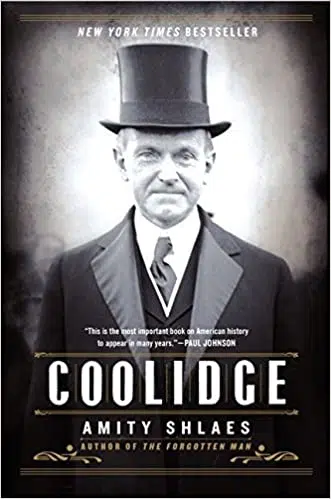 NEW YORK TIMES BESTSELLER
"This is the most important book on American history
to appear in many years."—PAUL JOHNSON
COOLIDGE
AMITY SHLAES
AUTHOR OF THE FORGOTTEN MAN